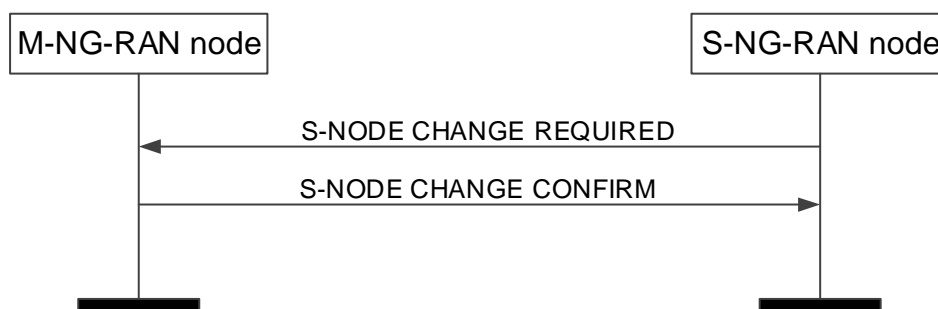 M-NG-RAN node
S-NG-RAN node
S-NODE CHANGE REQUIRED
S-NODE CHANGE CONFIRM